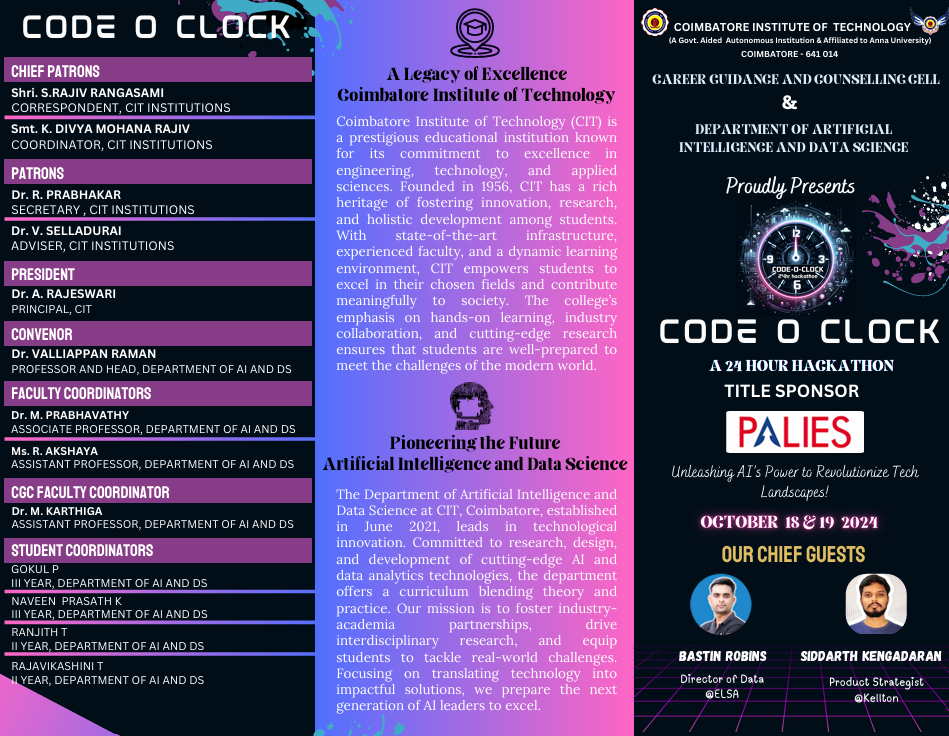 CODE O CLOCK
CHIEF PATRONS
Shri. S.RAJIV RANGASAMI
CORRESPONDENT, CIT INSTITUTIONS
Smt. K. DIVYA MOHANA RAJIV
COORDINATOR, CIT INSTITUTIONS
PATRONS
Dr. R. PRABHAKAR
SECRETARY , CIT INSTITUTIONS
Dr. V. SELLADURAI
ADVISER, CIT INSTITUTIONS
PRESIDENT
Dr. A. RAJESWARI
PRINCIPAL, CIT
CONVENOR
Dr. VALLIAPPAN RAMAN
PROFESSOR AND HEAD, DEPARTMENT OF AI AND DS
FACULTY COORDINATORS
Dr. M. PRABHAVATHY
ASSOCIATE PROFESSOR, DEPARTMENT OF AI AND DS
Ms. R. AKSHAYA
ASSISTANT PROFESSOR, DEPARTMENT OF AI AND DS
CGC FACULTY COORDINATOR
Dr. M. KARTHIGA
ASSISTANT PROFESSOR, DEPARTMENT OF AI AND DS
STUDENT COORDINATORS
GOKUL P
III YEAR, DEPARTMENT OF AI AND DS
NAVEEN PRASATH K
III YEAR, DEPARTMENT OF AI AND DS
RANJITH T
II YEAR, DEPARTMENT OF AI AND DS
RAJAVIKASHINI T
II YEAR, DEPARTMENT OF AI AND DS
A Legacy of Excellence
Coimbatore Institute of Technology
Coimbatore Institute of Technology (CIT) is
a prestigious educational institution known
for its commitment to excellence in
engineering, technology, and applied
sciences. Founded in 1956, CIT has a rich
heritage of fostering innovation, research,
and holistic development among students.
With state-of-the-art infrastructure,
experienced faculty, and a dynamic learning
environment, CIT empowers students to
excel in their chosen fields and contribute
meaningfully to society. The college's
emphasis on hands-on learning, industry
collaboration, and cutting-edge research
ensures that students are well-prepared to
meet the challenges of the modern world.
Pioneering the Future
Artificial Intelligence and Data Science
The Department of Artificial Intelligence and
Data Science at CIT, Coimbatore, established
in June 2021, leads in technological
innovation. Committed to research, design,
and development of cutting-edge AI and
data analytics technologies, the department
offers a curriculum blending theory and
practice. Our mission is to foster industry-
academia partnerships, drive
interdisciplinary research, and equip
students to tackle real-world challenges.
Focusing on translating technology into
impactful solutions, we prepare the next
generation of AI leaders to excel.
COIMBATORE INSTITUTE OF TECHNOLOGY
(A Govt. Aided Autonomous Institution & Affiliated to Anna University)
COIMBATORE - 641 014
CAREER GUIDANCE AND COUNSELLING CELL
&
DEPARTMENT OF ARTIFICIAL
INTELLIGENCE AND DATA SCIENCE
Proudly Presents
12
9 3
CODE-O-CLOCK
24hr hackathon
6
CODE O CLOCK
A 24 HOUR HACKATHON
TITLE SPONSOR
PALIES
Unleashing AI's Power to Revolutionize Tech
Landscapes!
OCTOBER 18 & 19 2024
OUR CHIEF GUESTS
BASTIN ROBINS
Director of Data
@ELSA
SIDDARTH KENGADARAN
Product Strategist
@Kellton